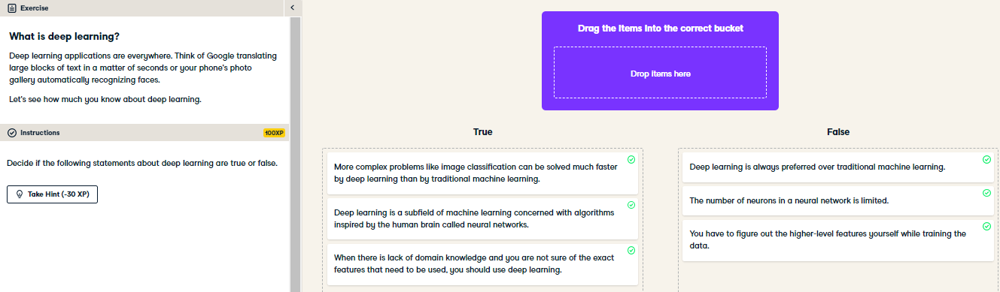 Exercise
What is deep learning?
Deep learning applications are everywhere. Think of Google translating
large blocks of text in a matter of seconds or your phone's photo
gallery automatically recognizing faces.
Let's see how much you know about deep learning.
Instructions
100XP
Decide if the following statements about deep learning are true or false.
Take Hint (-30 XP)
Drag the items into the correct bucket
Drop items here
True
More complex problems like image classification can be solved much faster
by deep learning than by traditional machine learning.
Deep learning is a subfield of machine learning concerned with algorithms
inspired by the human brain called neural networks.
When there is lack of domain knowledge and you are not sure of the exact
features that need to be used, you should use deep learning.
False
Deep learning is always preferred over traditional machine learning.
The number of neurons in a neural network is limited.
You have to figure out the higher-level features yourself while training the
data.